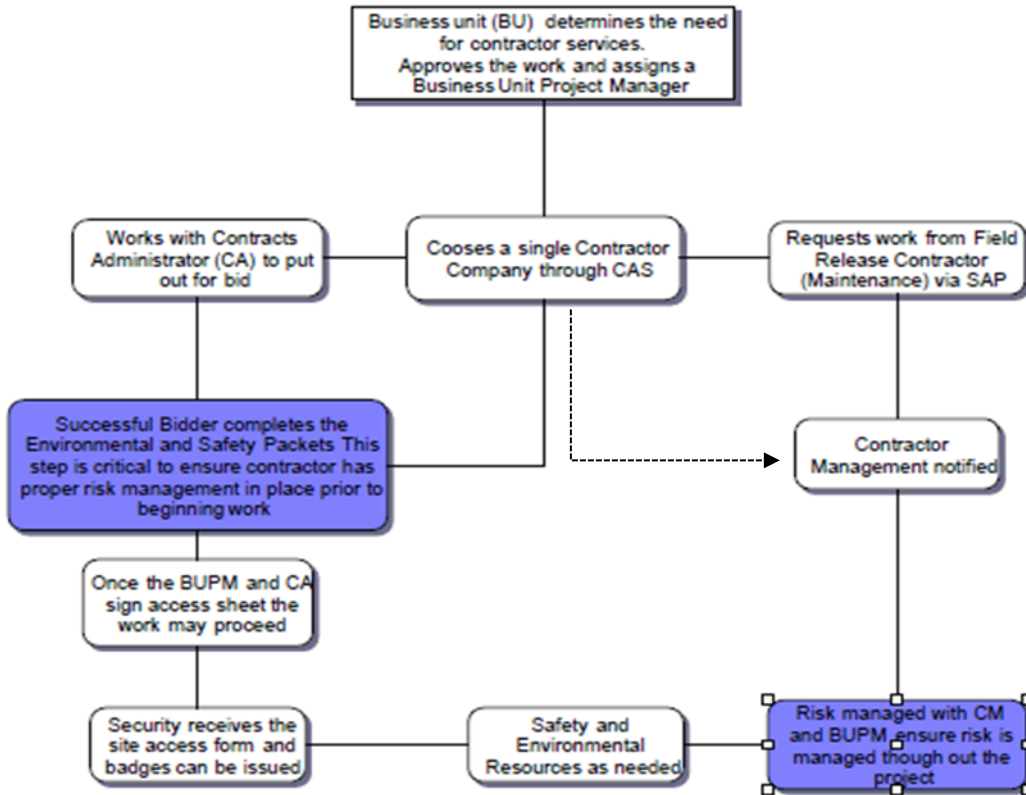 Business unit (BU) determines the need
for contractor services.
Approves the work and assigns a
Business Unit Project Manager
Works with Contracts
Administrator (CA) to put
out for bid
Cooses a single Contractor
Company through CAS
Requests work from Field
Release Contractor
(Maintenance) via SAP
Successful Bidder completes the
Environmental and Safety Packets This
step is critical to ensure contractor has
proper risk management in place prior to
beginning work
Contractor
Management notified
Once the BUPM and CA
sign access sheet the
work may proceed
Security receives the
site access form and
badges can be issued
Safety and
Environmental
Resources as needed
Risk managed with CM
and BUPM ensure risk is
managed though out the
project